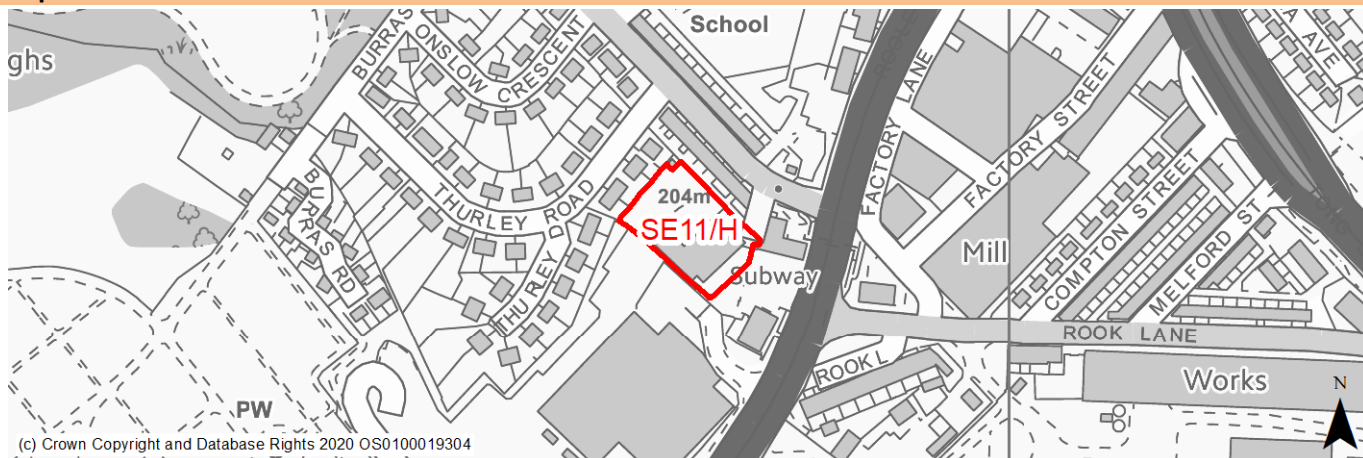 School
ghs
BURRAS
ONSLOW CRESCENT
FACTORY LANE
FACTORY STREET
AVE
THURLEY ROAD
BURRAS RD
204m
SE11/H
Subway
THURLEY D
Mill
COMPTON STREET
MELFORD ST
ROOK LANE
ROOK L
Works
PW
N
(c) Crown Copyright and Database Rights 2020 OS0100019304